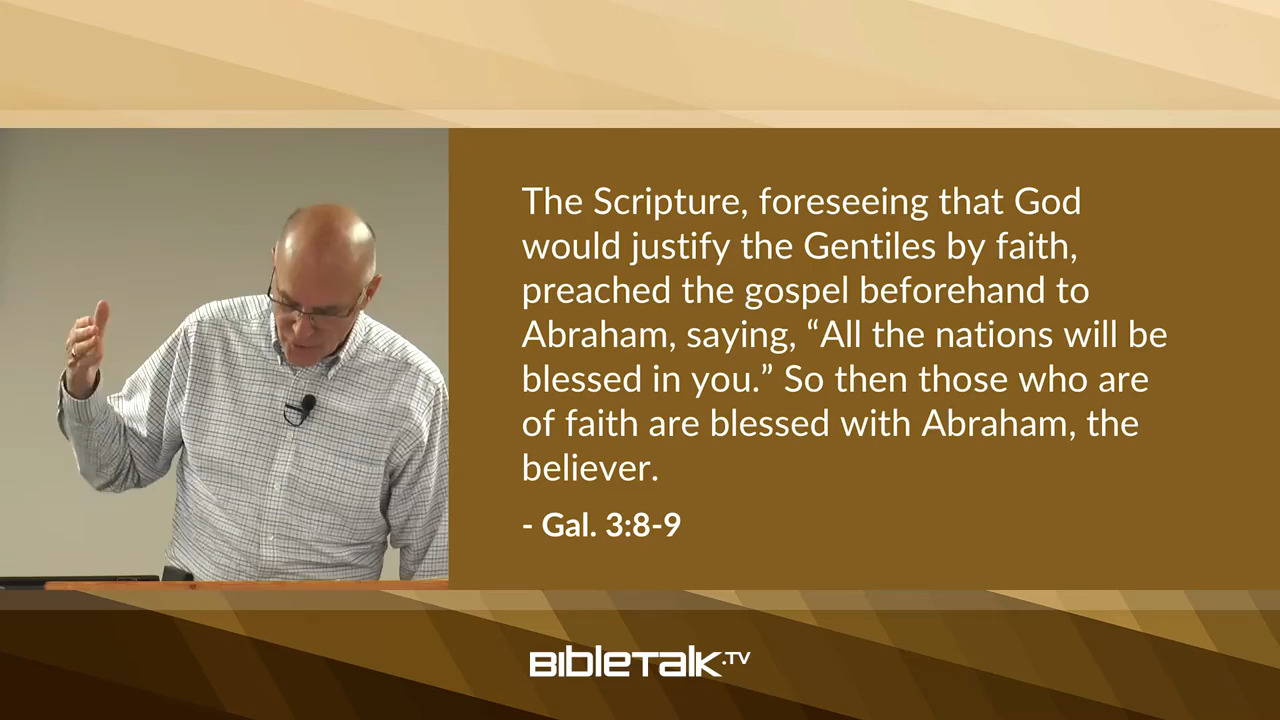 The Scripture, foreseeing that God
would justify the Gentiles by faith,
preached the gospel beforehand to
Abraham, saying, “All the nations will be
blessed in you.” So then those who are
of faith are blessed with Abraham, the
believer.
- Gal. 3:8-9
BIbleTalk.TV